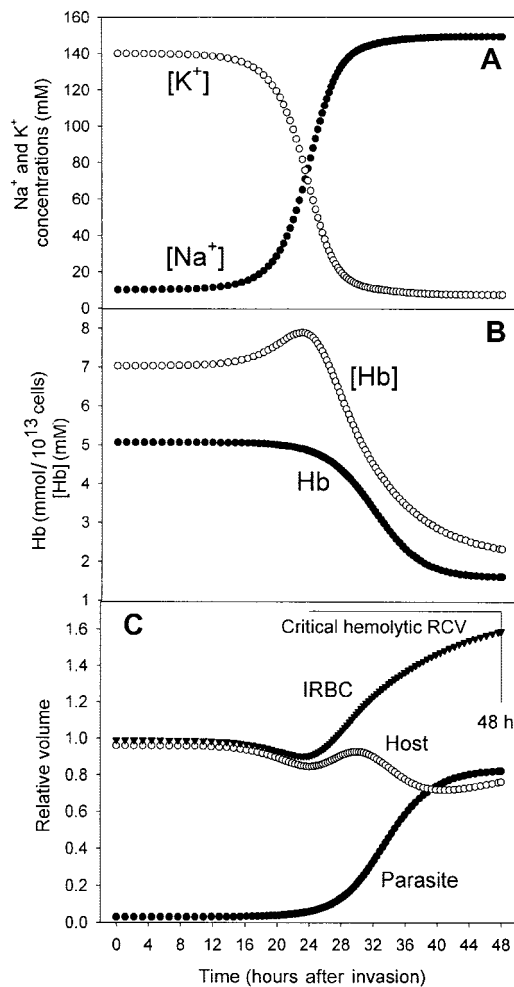 160
140
120
100
80
60
40
20
0
Na⁺ and K⁺
concentrations (mM)
A
[K⁺]
[Na⁺]
8
7
6
5
4
3
2
1
Hb (mmol/10¹³ cells)
[Hb] (mM)
B
[Hb]
Hb
1.6
1.4
1.2
1.0
0.8
0.6
0.4
0.2
0.0
Relative volume
C
Critical hemolytic RCV
IRBC
48 h
Host
Parasite
0 4 8 12 16 20 24 28 32 36 40 44 48
Time (hours after invasion)